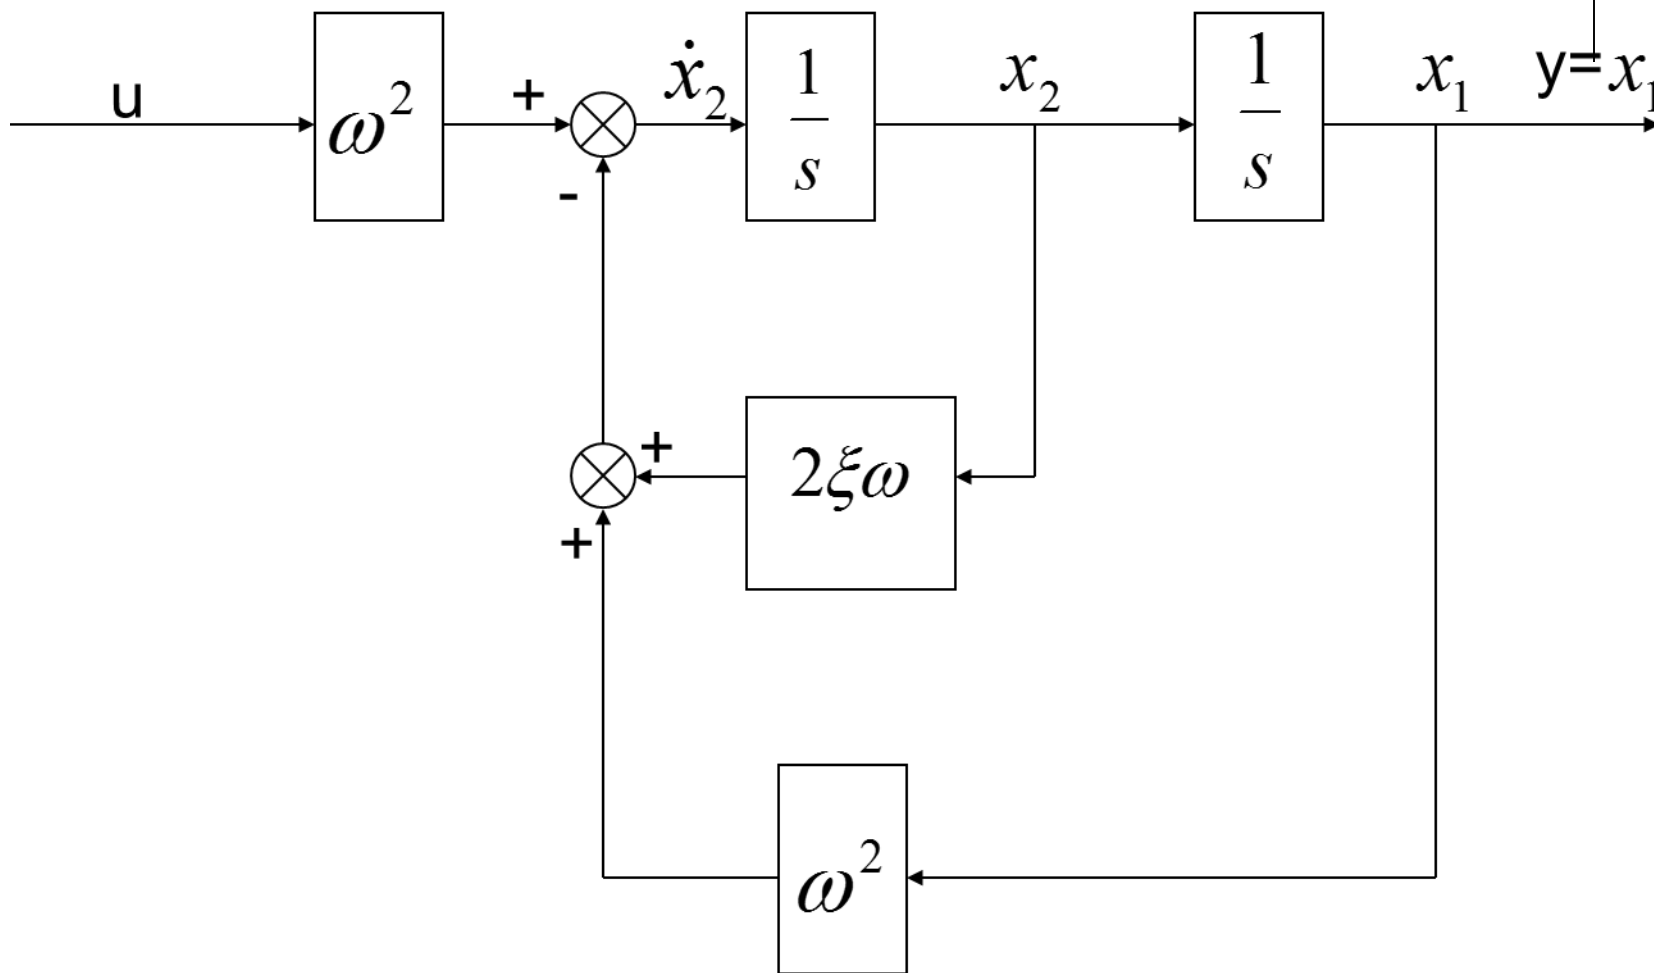 u
ω²
+
-
ẋ₂
1
s
x₂
1
s
x₁
y=x₁
+
2ξω
+
ω²